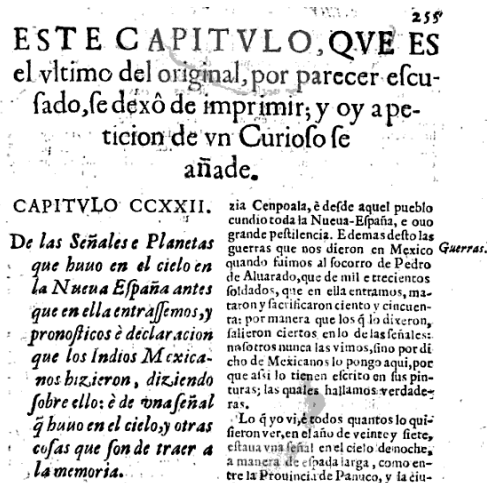 255
ESTE CAPITVLO, QVE ES
el vltimo del original, por parecer eſcu-
ſado, ſe dexô de imprimir; y oy a pe-
ticion de vn Curioſo ſe
añade.
CAPITVLO CCXXII.
De las Señales e Planetas
que huuo en el cielo en
la Nueua Eſpaña antes
que en ella entraſſemos, y
pronoſticos è declaracion
que los Indios Mexica-
nos hizieron, diziendo
ſobre ello: è de vna ſeñal
q̃ huuo en el cielo, y otras
coſas que ſon de traer a
la memoria.
zia Cenpoala, è deſde aquel pueblo
cundio toda la Nueua-Eſpaña, e ouo
grande peſtilencia. E demas deſto las
guerras que nos dieron en Mexico
Guerras.
quando fuimos al ſocorro de Pedro
de Aluarado, que de mil e trecientos
ſoldados, que en ella entramos, ma-
taron y ſacrificaron ciento y cincuen-
ta: por manera que los q̃ lo dixeron,
ſalieron ciertos en lo de las ſeñales:
noſotros nunca las vimos, ſino por di
cho de Mexicanos lo pongo aqui, por
que aſsi lo tienen eſcrito en ſus pin-
turas; las quales hallamos verdade-
ras.
Lo q̃ yo vi, è todos quantos lo qui-
ſieron ver, en el año de veinte y ſiete,
eſtaua vna ſeñal en el cielo de noche,
a manera de eſpada larga, como en-
tre la Prouincia de Panuco, y la ciu-